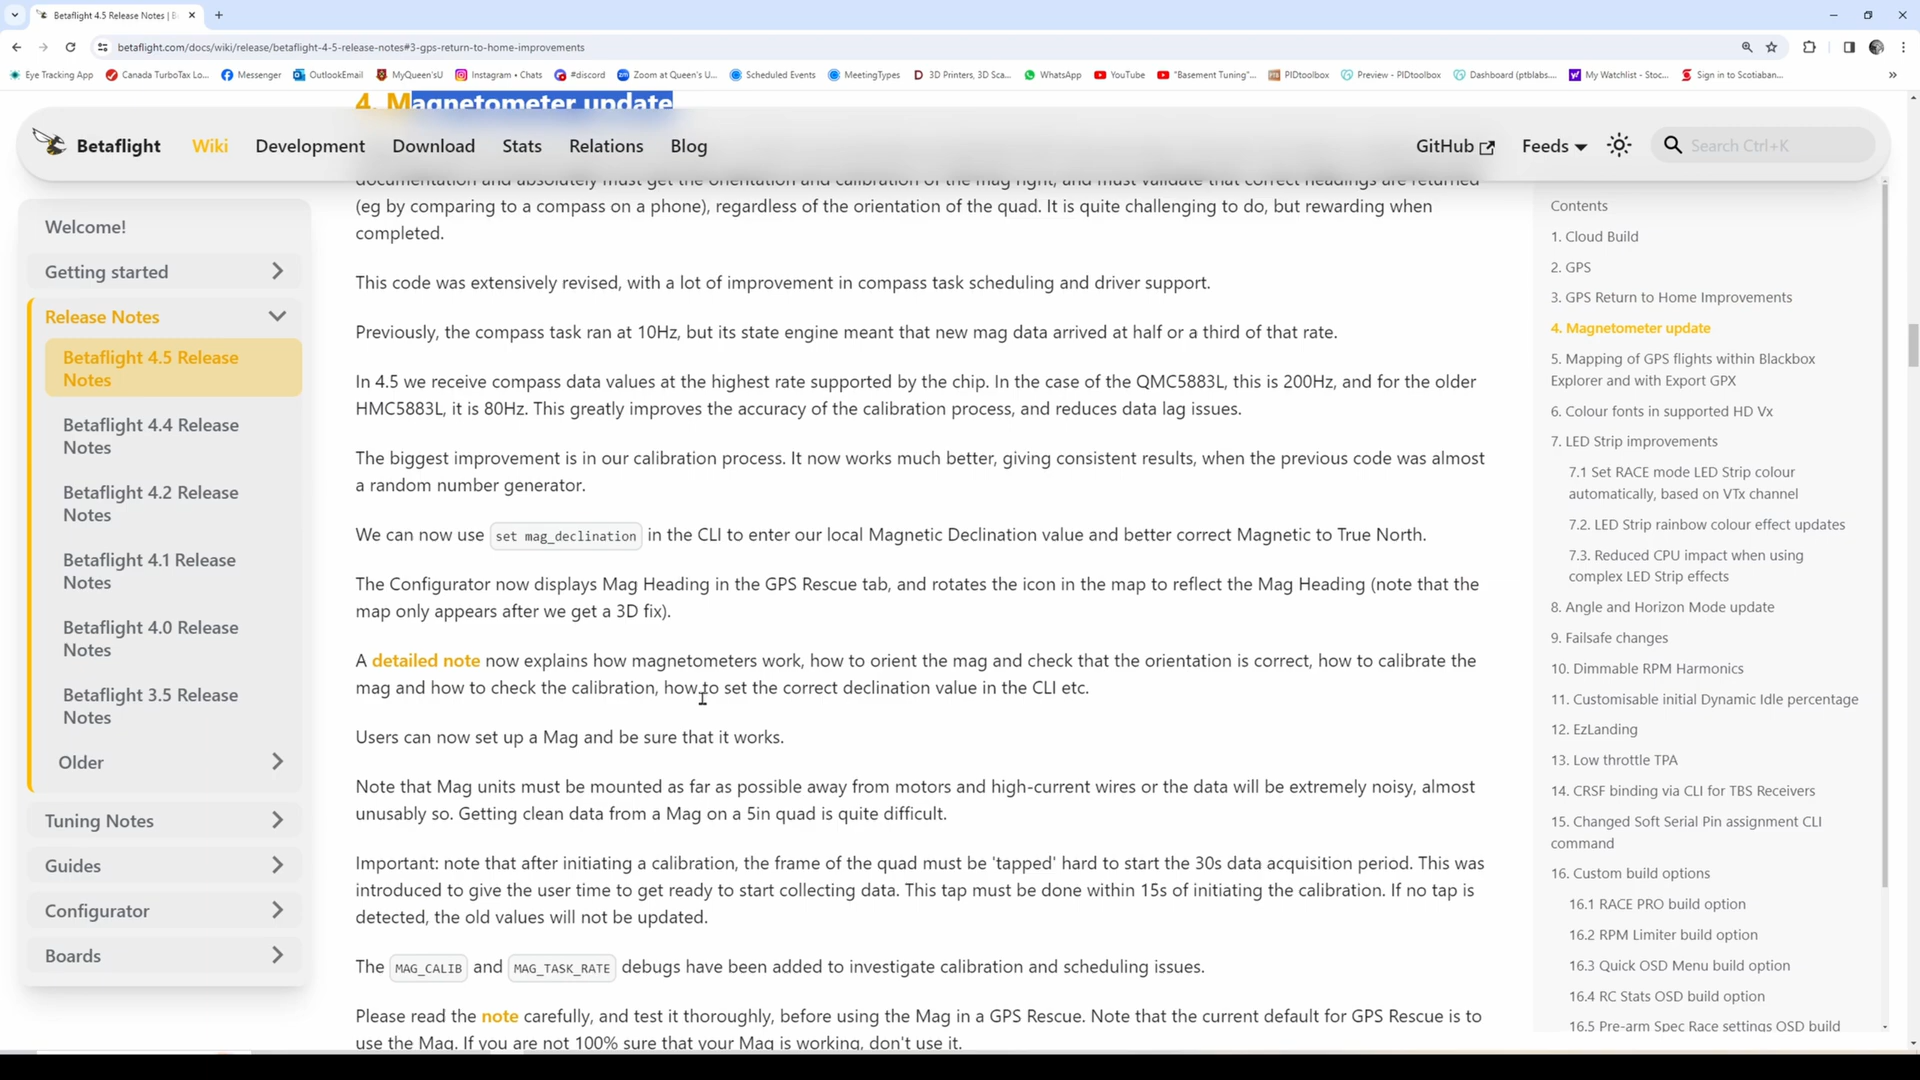 Betaflight 4.5 Release Notes | B
betaflight.com/docs/wiki/release/betaflight-4-5-release-notes#3-gps-return-to-home-improvements
Eye Tracking App
Canada TurboTax Lo...
Messenger
OutlookEmail
MyQueen'sU
Instagram • Chats
#discord
Zoom at Queen's U...
Scheduled Events
MeetingTypes
3D Printers, 3D Sca...
WhatsApp
YouTube
"Basement Tuning"...
PIDtoolbox
Preview - PIDtoolbox
Dashboard (ptblabs....
My Watchlist - Stoc...
Sign in to Scotiaban...
4. Magnetometer update
Betaflight
Wiki
Development
Download
Stats
Relations
Blog
GitHub
Feeds
Search Ctrl+K
Welcome!
Getting started
Release Notes
Betaflight 4.5 Release
Notes
Betaflight 4.4 Release
Notes
Betaflight 4.2 Release
Notes
Betaflight 4.1 Release
Notes
Betaflight 4.0 Release
Notes
Betaflight 3.5 Release
Notes
Older
Tuning Notes
Guides
Configurator
Boards
documentation and absolutely must get the orientation and calibration of the mag right, and must validate that correct headings are returned
(eg by comparing to a compass on a phone), regardless of the orientation of the quad. It is quite challenging to do, but rewarding when
completed.
This code was extensively revised, with a lot of improvement in compass task scheduling and driver support.
Previously, the compass task ran at 10Hz, but its state engine meant that new mag data arrived at half or a third of that rate.
In 4.5 we receive compass data values at the highest rate supported by the chip. In the case of the QMC5883L, this is 200Hz, and for the older
HMC5883L, it is 80Hz. This greatly improves the accuracy of the calibration process, and reduces data lag issues.
The biggest improvement is in our calibration process. It now works much better, giving consistent results, when the previous code was almost
a random number generator.
We can now use set mag_declination in the CLI to enter our local Magnetic Declination value and better correct Magnetic to True North.
The Configurator now displays Mag Heading in the GPS Rescue tab, and rotates the icon in the map to reflect the Mag Heading (note that the
map only appears after we get a 3D fix).
A detailed note now explains how magnetometers work, how to orient the mag and check that the orientation is correct, how to calibrate the
mag and how to check the calibration, how to set the correct declination value in the CLI etc.
Users can now set up a Mag and be sure that it works.
Note that Mag units must be mounted as far as possible away from motors and high-current wires or the data will be extremely noisy, almost
unusably so. Getting clean data from a Mag on a 5in quad is quite difficult.
Important: note that after initiating a calibration, the frame of the quad must be 'tapped' hard to start the 30s data acquisition period. This was
introduced to give the user time to get ready to start collecting data. This tap must be done within 15s of initiating the calibration. If no tap is
detected, the old values will not be updated.
The MAG_CALIB and MAG_TASK_RATE debugs have been added to investigate calibration and scheduling issues.
Please read the note carefully, and test it thoroughly, before using the Mag in a GPS Rescue. Note that the current default for GPS Rescue is to
use the Mag. If you are not 100% sure that your Mag is working, don't use it.
Contents
1. Cloud Build
2. GPS
3. GPS Return to Home Improvements
4. Magnetometer update
5. Mapping of GPS flights within Blackbox
Explorer and with Export GPX
6. Colour fonts in supported HD Vx
7. LED Strip improvements
7.1 Set RACE mode LED Strip colour
automatically, based on VTx channel
7.2. LED Strip rainbow colour effect updates
7.3. Reduced CPU impact when using
complex LED Strip effects
8. Angle and Horizon Mode update
9. Failsafe changes
10. Dimmable RPM Harmonics
11. Customisable initial Dynamic Idle percentage
12. EzLanding
13. Low throttle TPA
14. CRSF binding via CLI for TBS Receivers
15. Changed Soft Serial Pin assignment CLI
command
16. Custom build options
16.1 RACE PRO build option
16.2 RPM Limiter build option
16.3 Quick OSD Menu build option
16.4 RC Stats OSD build option
16.5 Pre-arm Spec Race settings OSD build